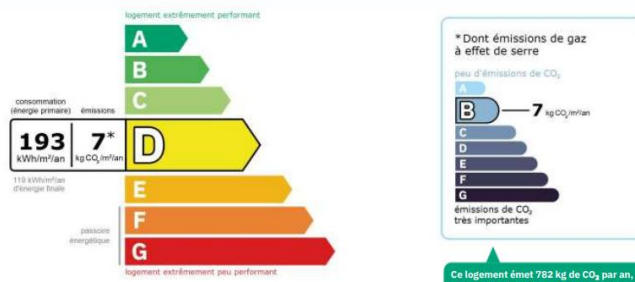 logement extrêmement performant
A
B
C
consommation
(énergie primaire)
émissions
193
kWh/m²/an
7*
kg CO₂/m²/an
D
119 kWh/m²/an
d'énergie finale
E
F
passoire
énergétique
G
logement extrêmement peu performant
*Dont émissions de gaz
à effet de serre
peu d'émissions de CO₂
A
B
7 kg CO₂/m²/an
C
D
E
F
G
émissions de CO₂
très importantes
Ce logement émet 782 kg de CO₂ par an,